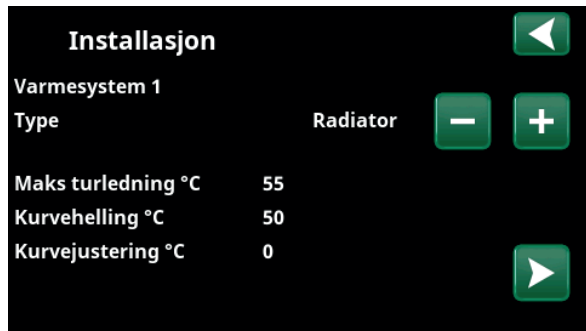 Installasjon
Varmesystem 1
Type Radiator
Maks turledning °C 55
Kurvehelling °C 50
Kurvejustering °C 0